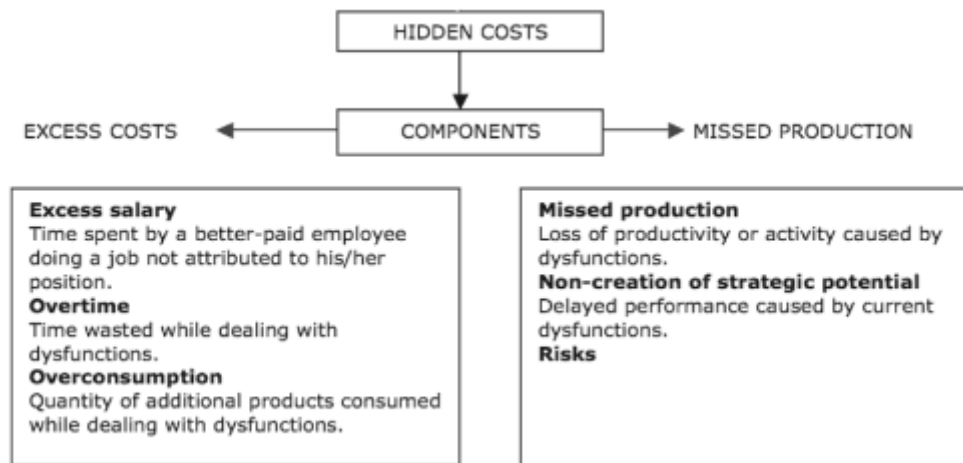 HIDDEN COSTS
EXCESS COSTS
COMPONENTS
MISSED PRODUCTION
Excess salary
Time spent by a better-paid employee
doing a job not attributed to his/her
position.
Overtime
Time wasted while dealing with
dysfunctions.
Overconsumption
Quantity of additional products consumed
while dealing with dysfunctions.
Missed production
Loss of productivity or activity caused by
dysfunctions.
Non-creation of strategic potential
Delayed performance caused by current
dysfunctions.
Risks